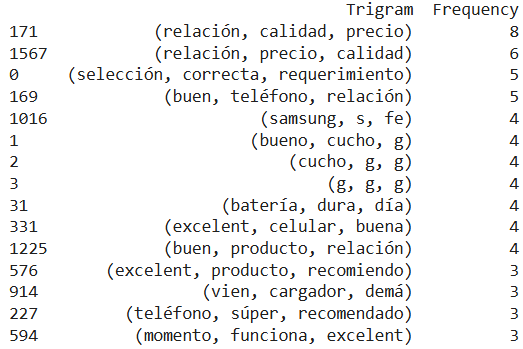 Trigram Frequency
171 (relación, calidad, precio) 8
1567 (relación, precio, calidad) 6
0 (selección, correcta, requerimiento) 5
169 (buen, teléfono, relación) 5
1016 (samsung, s, fe) 4
1 (bueno, cucho, g) 4
2 (cucho, g, g) 4
3 (g, g, g) 4
31 (batería, dura, día) 4
331 (excelent, celular, buena) 4
1225 (buen, producto, relación) 4
576 (excelent, producto, recomiendo) 3
914 (vien, cargador, demá) 3
227 (teléfono, súper, recomendado) 3
594 (momento, funciona, excelent) 3